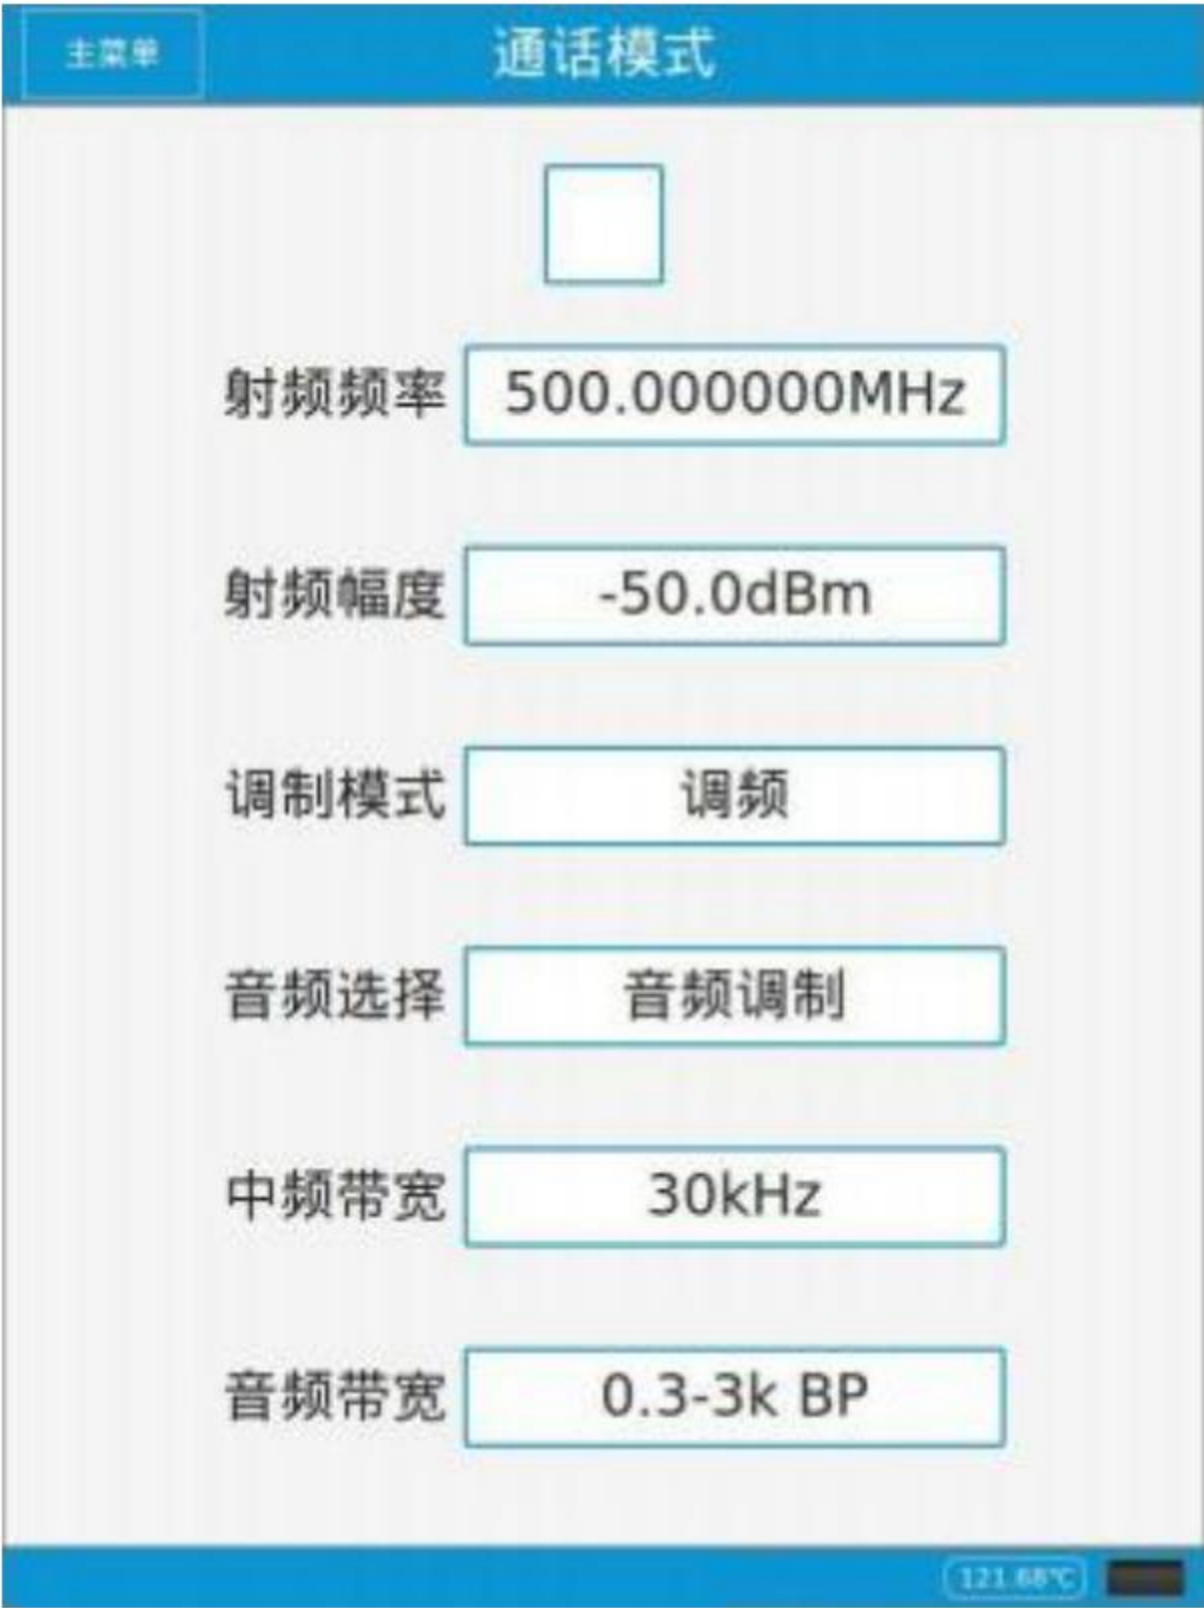 主菜单
通话模式
射频频率 500.000000MHz
射频幅度 -50.0dBm
调制模式 调频
音频选择 音频调制
中频带宽 30kHz
音频带宽 0.3-3k BP
121.68℃